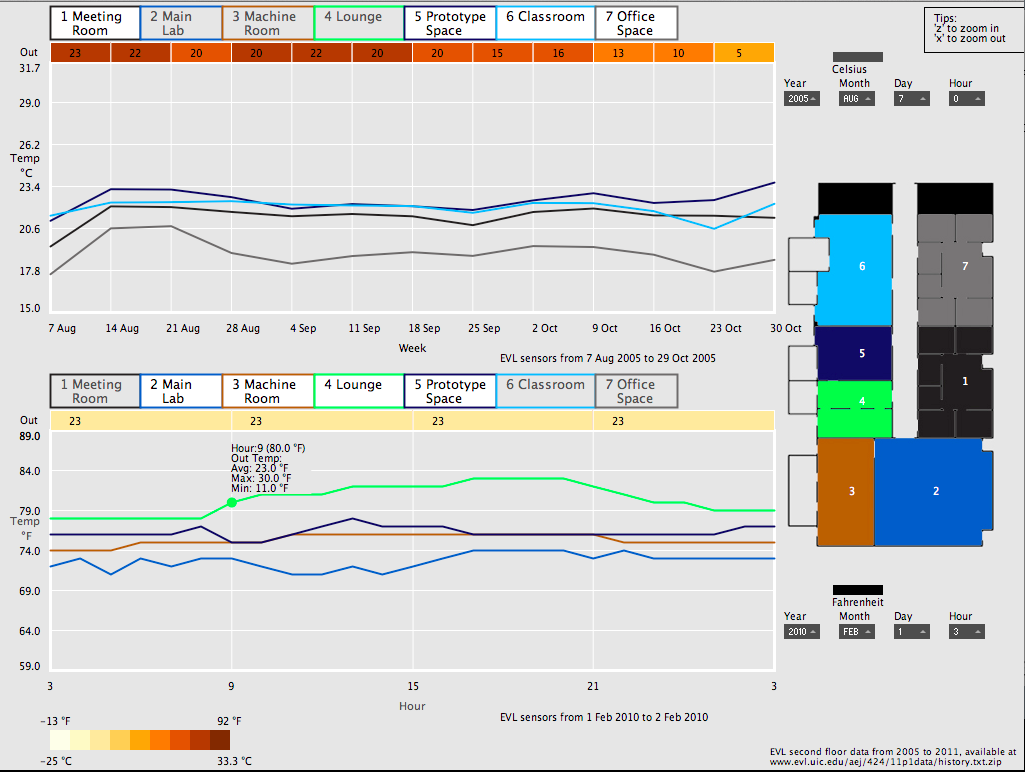 1 Meeting Room
2 Main Lab
3 Machine Room
4 Lounge
5 Prototype Space
6 Classroom
7 Office Space
Tips:
'z' to zoom in
'x' to zoom out
Out 23 22 20 20 22 20 20 15 16 13 10 5
31.7
29.0
26.2
Temp
°C
23.4
20.6
17.8
15.0
7 Aug 14 Aug 21 Aug 28 Aug 4 Sep 11 Sep 18 Sep 25 Sep 2 Oct 9 Oct 16 Oct 23 Oct 30 Oct
Week
EVL sensors from 7 Aug 2005 to 29 Oct 2005
Celsius
Year Month Day Hour
2005 AUG 7 0
6
7
5
1
4
3
2
1 Meeting Room
2 Main Lab
3 Machine Room
4 Lounge
5 Prototype Space
6 Classroom
7 Office Space
Out 23 23 23 23
89.0
84.0
79.0
Temp
°F
74.0
69.0
64.0
59.0
Hour:9 (80.0 °F)
Out Temp:
Avg: 23.0 °F
Max: 30.0 °F
Min: 11.0 °F
3 9 15 21 3
Hour
EVL sensors from 1 Feb 2010 to 2 Feb 2010
Fahrenheit
Year Month Day Hour
2010 FEB 1 3
-13 °F 92 °F
-25 °C 33.3 °C
EVL second floor data from 2005 to 2011, available at
www.evl.uic.edu/aej/424/11p1data/history.txt.zip